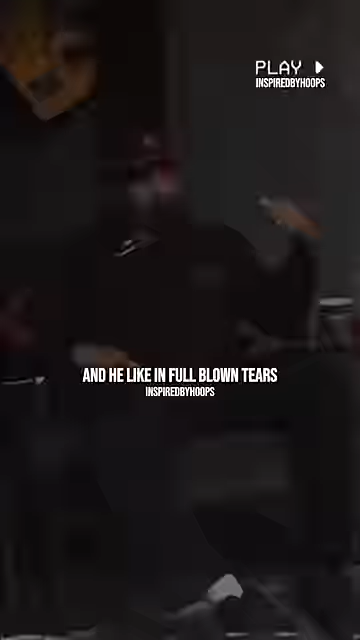 PLAY
INSPIREDBYHOOPS
AND HE LIKE IN FULL BLOWN TEARS
INSPIREDBYHOOPS